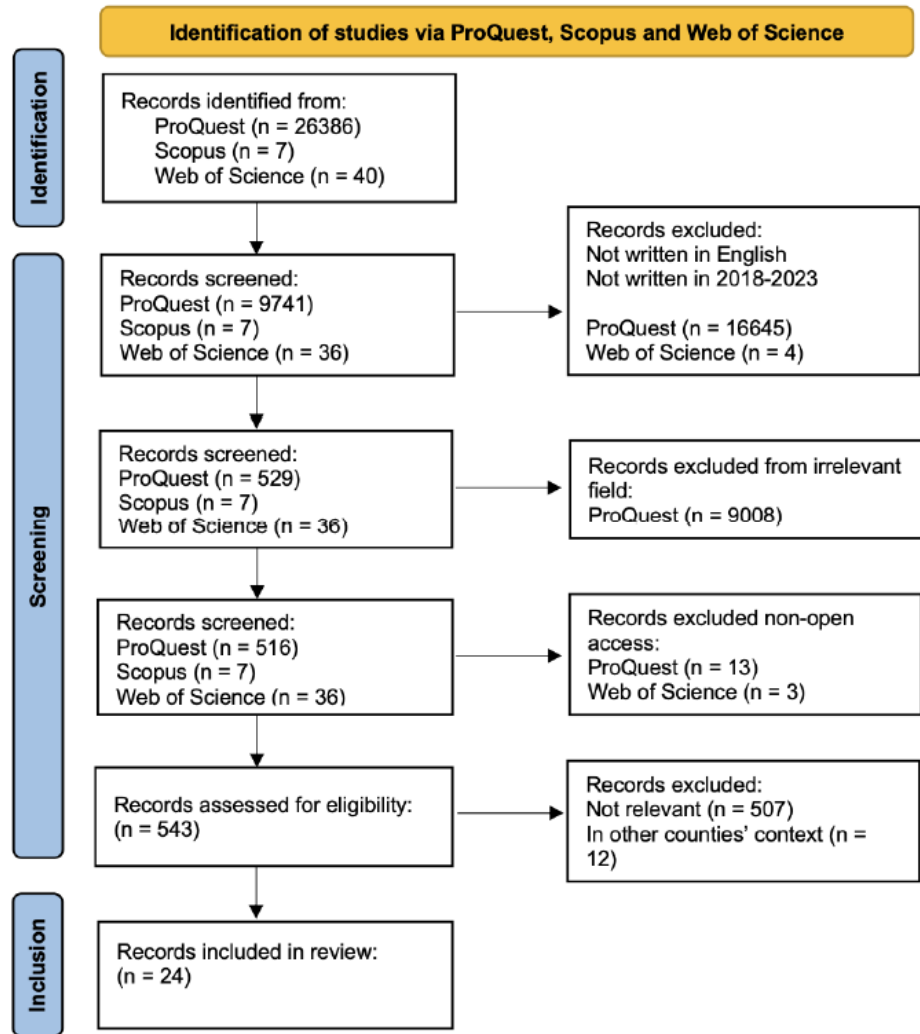 Identification of studies via ProQuest, Scopus and Web of Science
Identification
Records identified from:
ProQuest (n = 26386)
Scopus (n = 7)
Web of Science (n = 40)
Records excluded:
Not written in English
Not written in 2018-2023
ProQuest (n = 16645)
Web of Science (n = 4)
Screening
Records screened:
ProQuest (n = 9741)
Scopus (n = 7)
Web of Science (n = 36)
Records screened:
ProQuest (n = 529)
Scopus (n = 7)
Web of Science (n = 36)
Records excluded from irrelevant
field:
ProQuest (n = 9008)
Records screened:
ProQuest (n = 516)
Scopus (n = 7)
Web of Science (n = 36)
Records excluded non-open
access:
ProQuest (n = 13)
Web of Science (n = 3)
Records assessed for eligibility:
(n = 543)
Records excluded:
Not relevant (n = 507)
In other counties' context (n =
12)
Inclusion
Records included in review:
(n = 24)